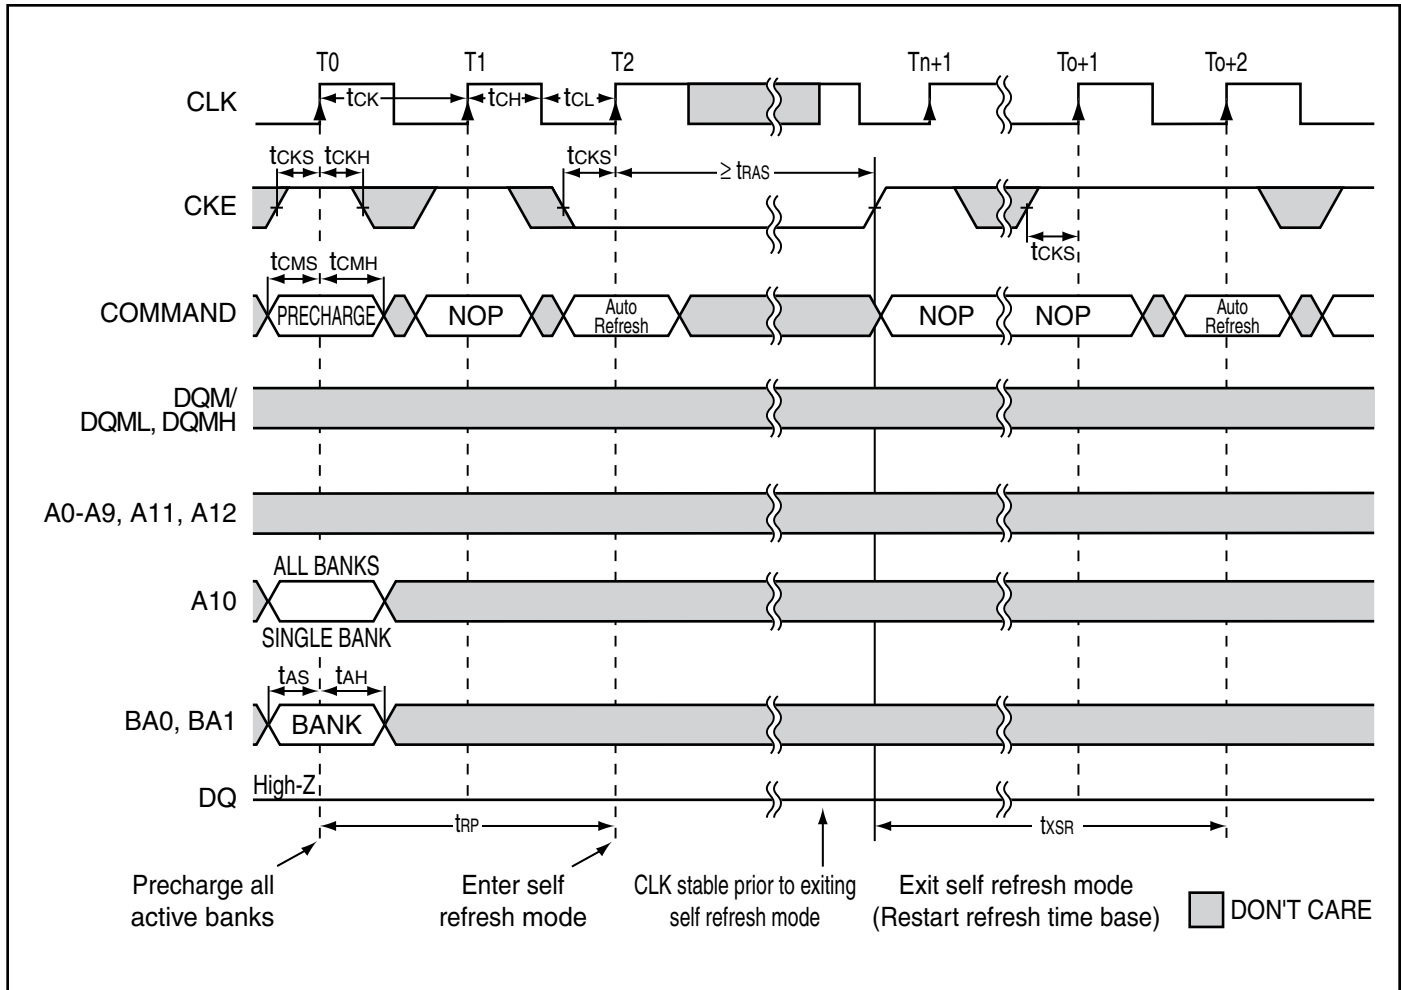 T0 T1 T2 Tn+1 To+1 To+2
CLK tCK tCH tCL
tCKS tCKH tCKS ≥ tRAS
CKE
tCKS
tCMS tCMH
COMMAND PRECHARGE NOP Auto Refresh NOP NOP Auto Refresh
DQM/
DQML, DQMH
A0-A9, A11, A12
ALL BANKS
A10
SINGLE BANK
tAS tAH
BA0, BA1 BANK
DQ High-Z
tRP tXSR
Precharge all
active banks
Enter self
refresh mode
CLK stable prior to exiting
self refresh mode
Exit self refresh mode
(Restart refresh time base)
DON'T CARE